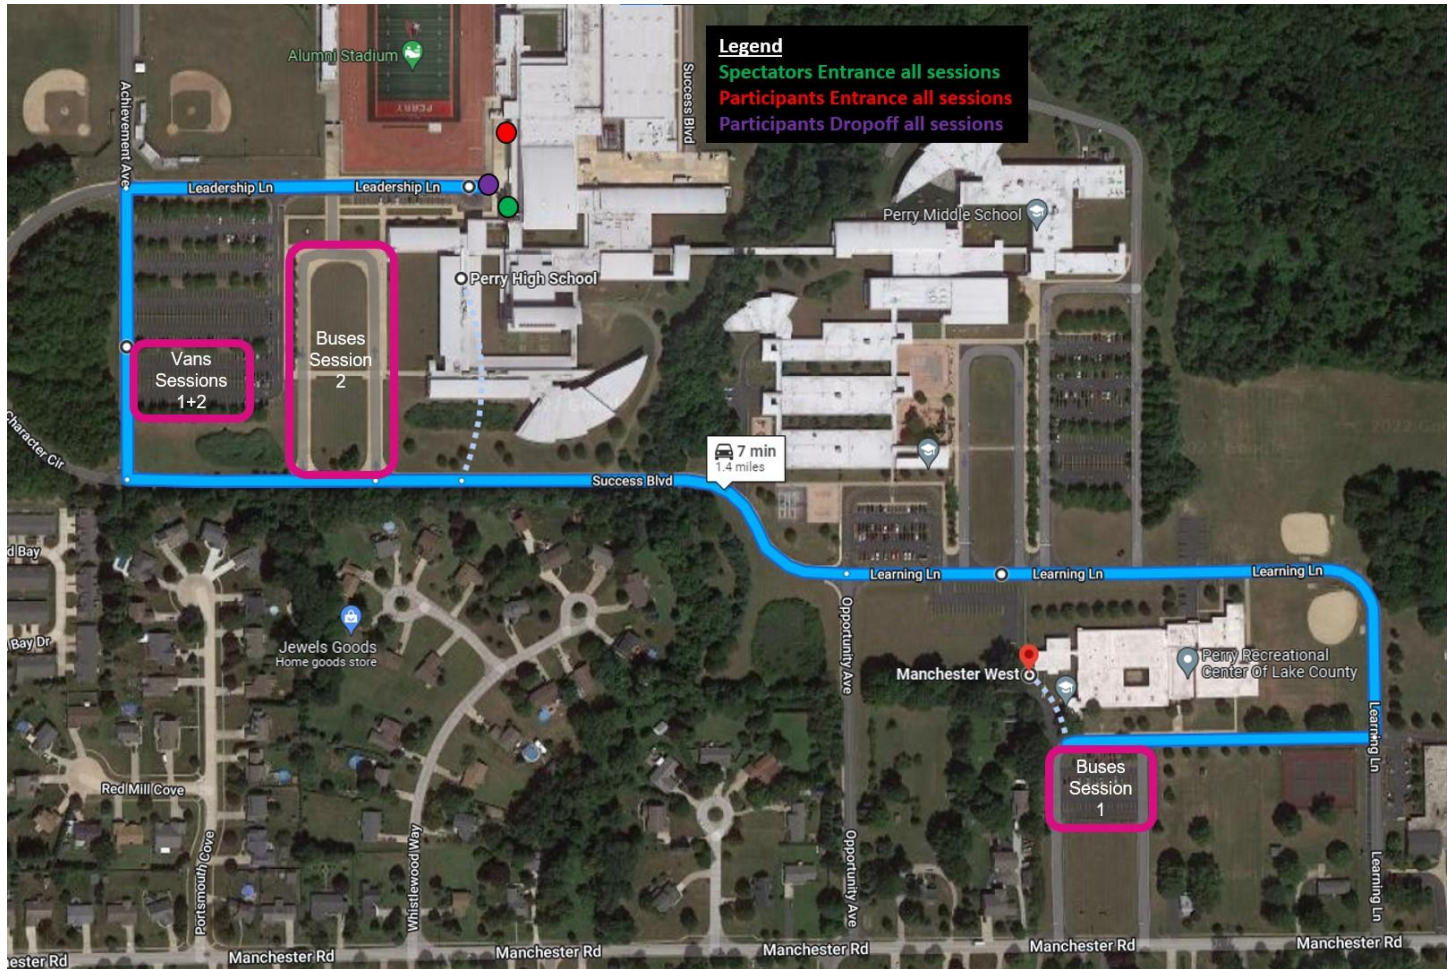 Legend
Spectators Entrance all sessions
Participants Entrance all sessions
Participants Dropoff all sessions
Alumni Stadium
PERRY
Achievement Ave
Success Blvd
Leadership Ln
Leadership Ln
Perry Middle School
Perry High School
Buses
Session
2
Vans
Sessions
1+2
Character Cir
7 min
1.4 miles
Success Blvd
Learning Ln
Learning Ln
Learning Ln
d Bay
Bay Dr
Jewels Goods
Home goods store
Opportunity Ave
Manchester West
Perry Recreational
Center Of Lake County
Learning Ln
Buses
Session
1
Red Mill Cove
Portsmouth Cove
Whistlewood Way
Opportunity Ave
Learning Ln
ester Rd
Manchester Rd
Manchester Rd
Manchester Rd
Manchester Rd
Manchester Rd